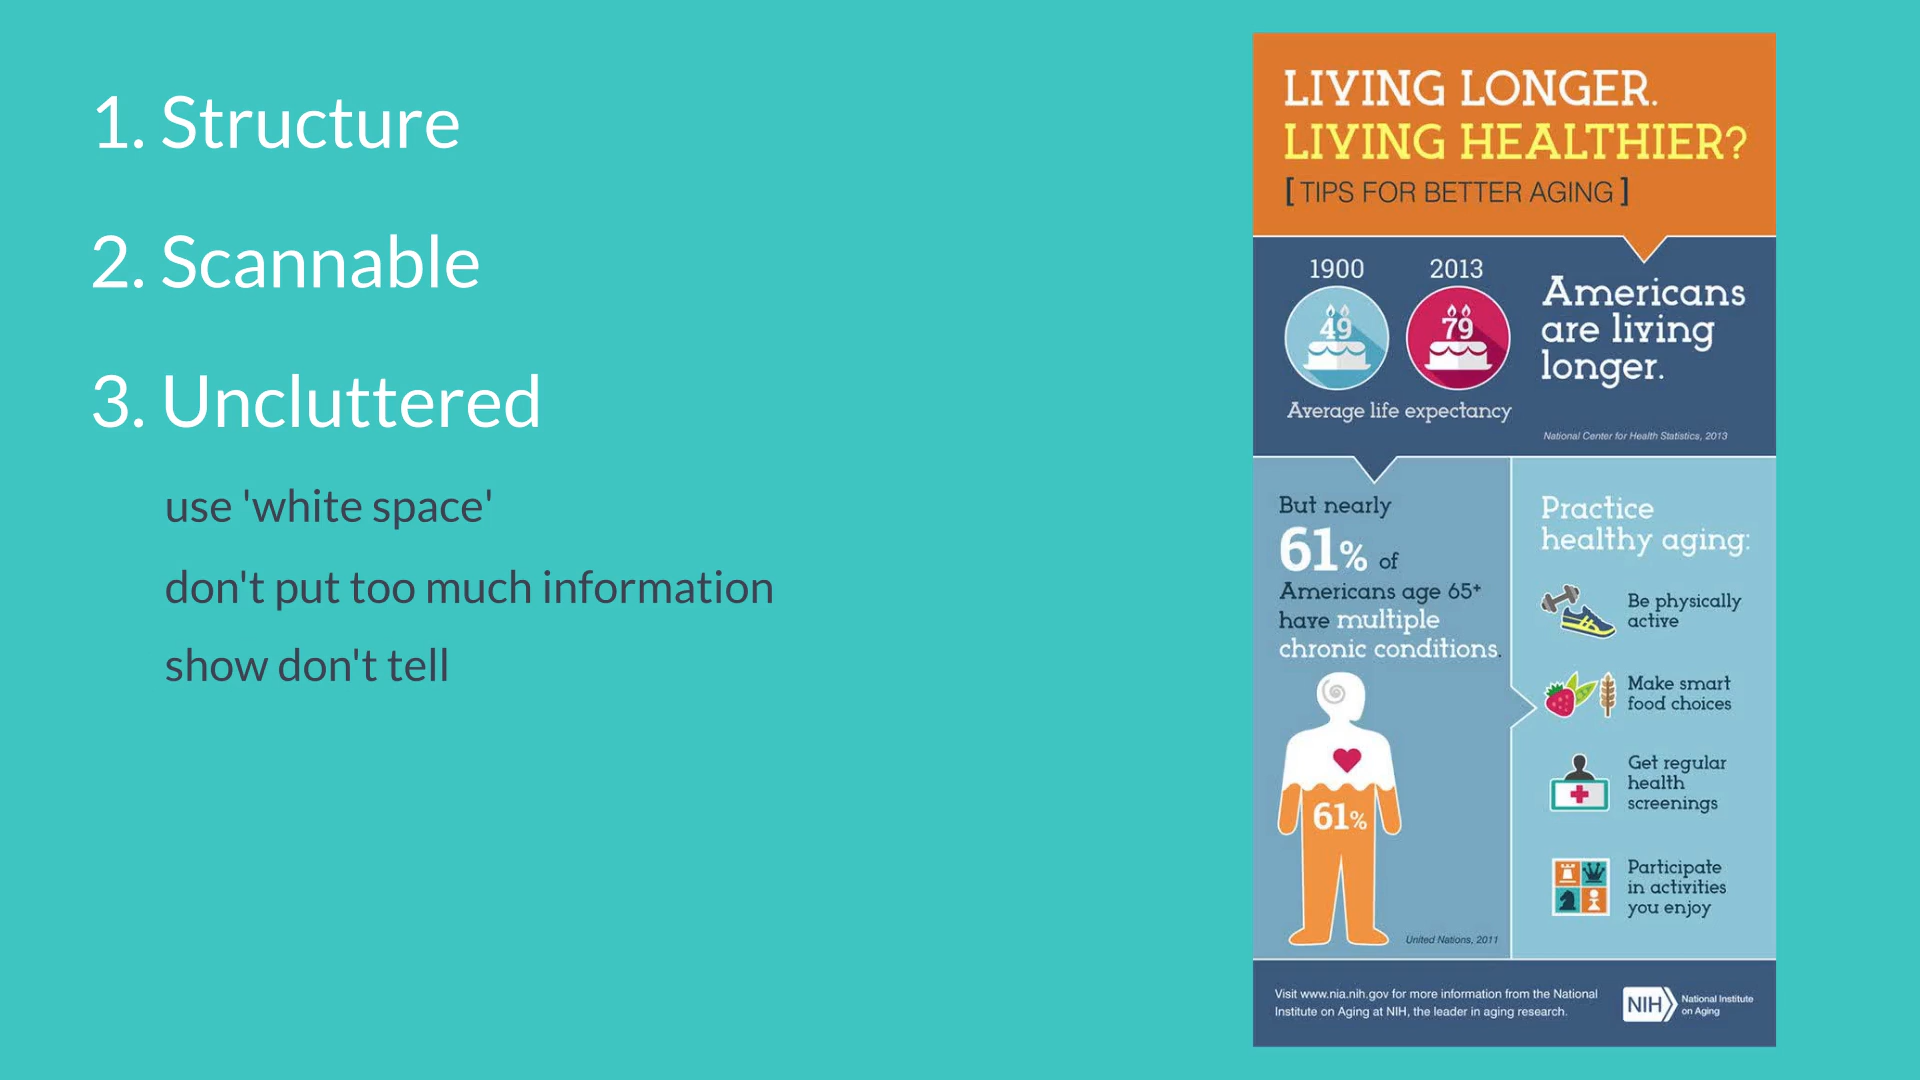 1. Structure
2. Scannable
3. Uncluttered
use 'white space'
don't put too much information
show don't tell
LIVING LONGER.
LIVING HEALTHIER?
[ TIPS FOR BETTER AGING ]
1900
2013
49
79
Average life expectancy
Americans
are living
longer.
National Center for Health Statistics, 2013
But nearly
61% of
Americans age 65+
have multiple
chronic conditions.
61%
United Nations, 2011
Practice
healthy aging:
Be physically
active
Make smart
food choices
Get regular
health
screenings
Participate
in activities
you enjoy
Visit www.nia.nih.gov for more information from the National
Institute on Aging at NIH, the leader in aging research.
NIH
National Institute
on Aging